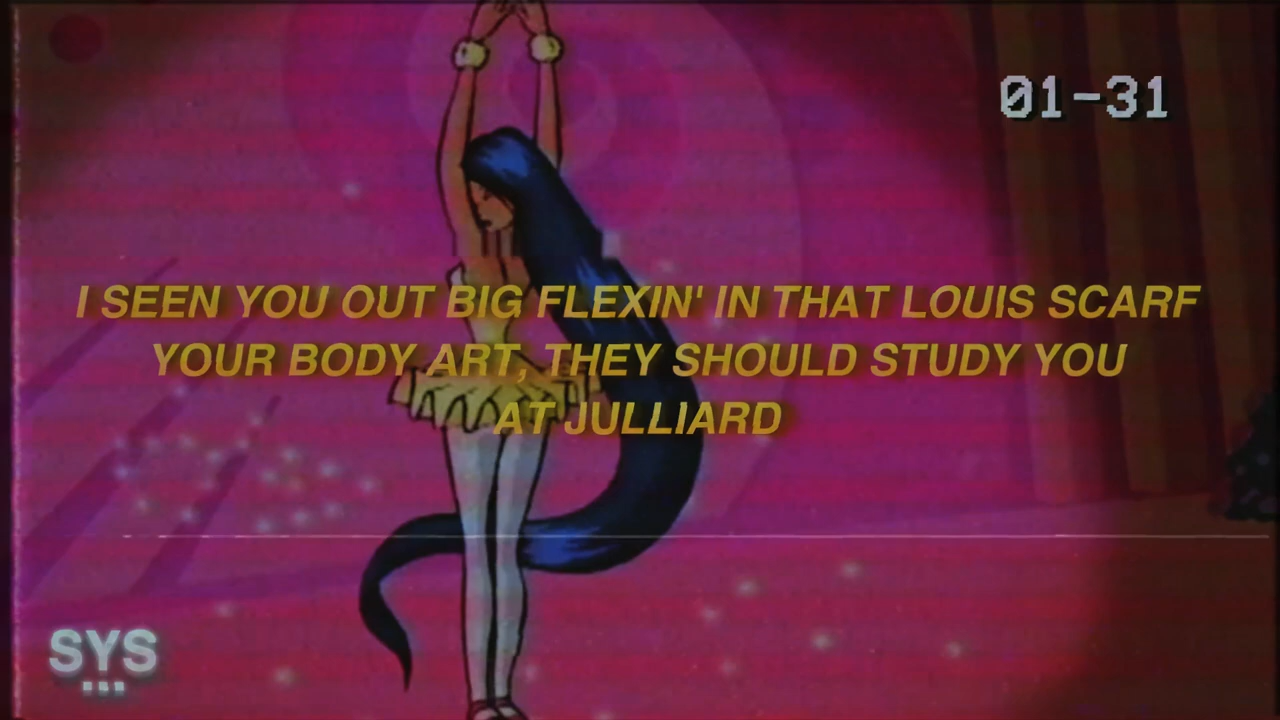 01-31
I SEEN YOU OUT BIG FLEXIN' IN THAT LOUIS SCARF
YOUR BODY ART, THEY SHOULD STUDY YOU
AT JULLIARD
SYS
...